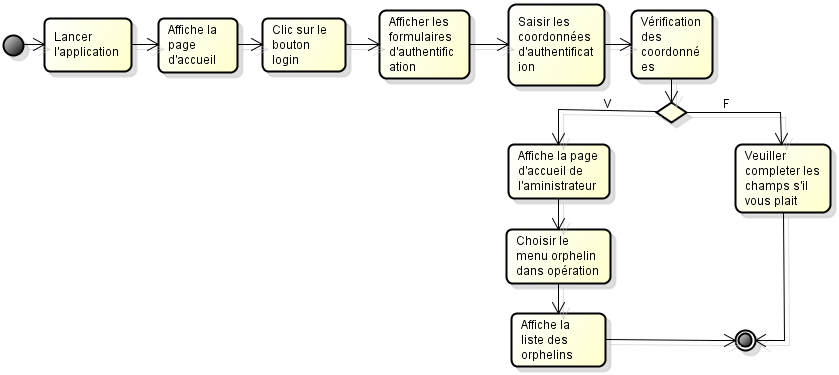 Lancer
l'application
Affiche la
page
d'accueil
Clic sur le
bouton
login
Afficher les
formulaires
d'authentific
ation
Saisir les
coordonnées
d'authentificat
ion
Vérification
des
coordonné
es
V
F
Affiche la page
d'accueil de
l'aministrateur
Veuiller
completer les
champs s'il
vous plait
Choisir le
menu orphelin
dans opération
Affiche la
liste des
orphelins